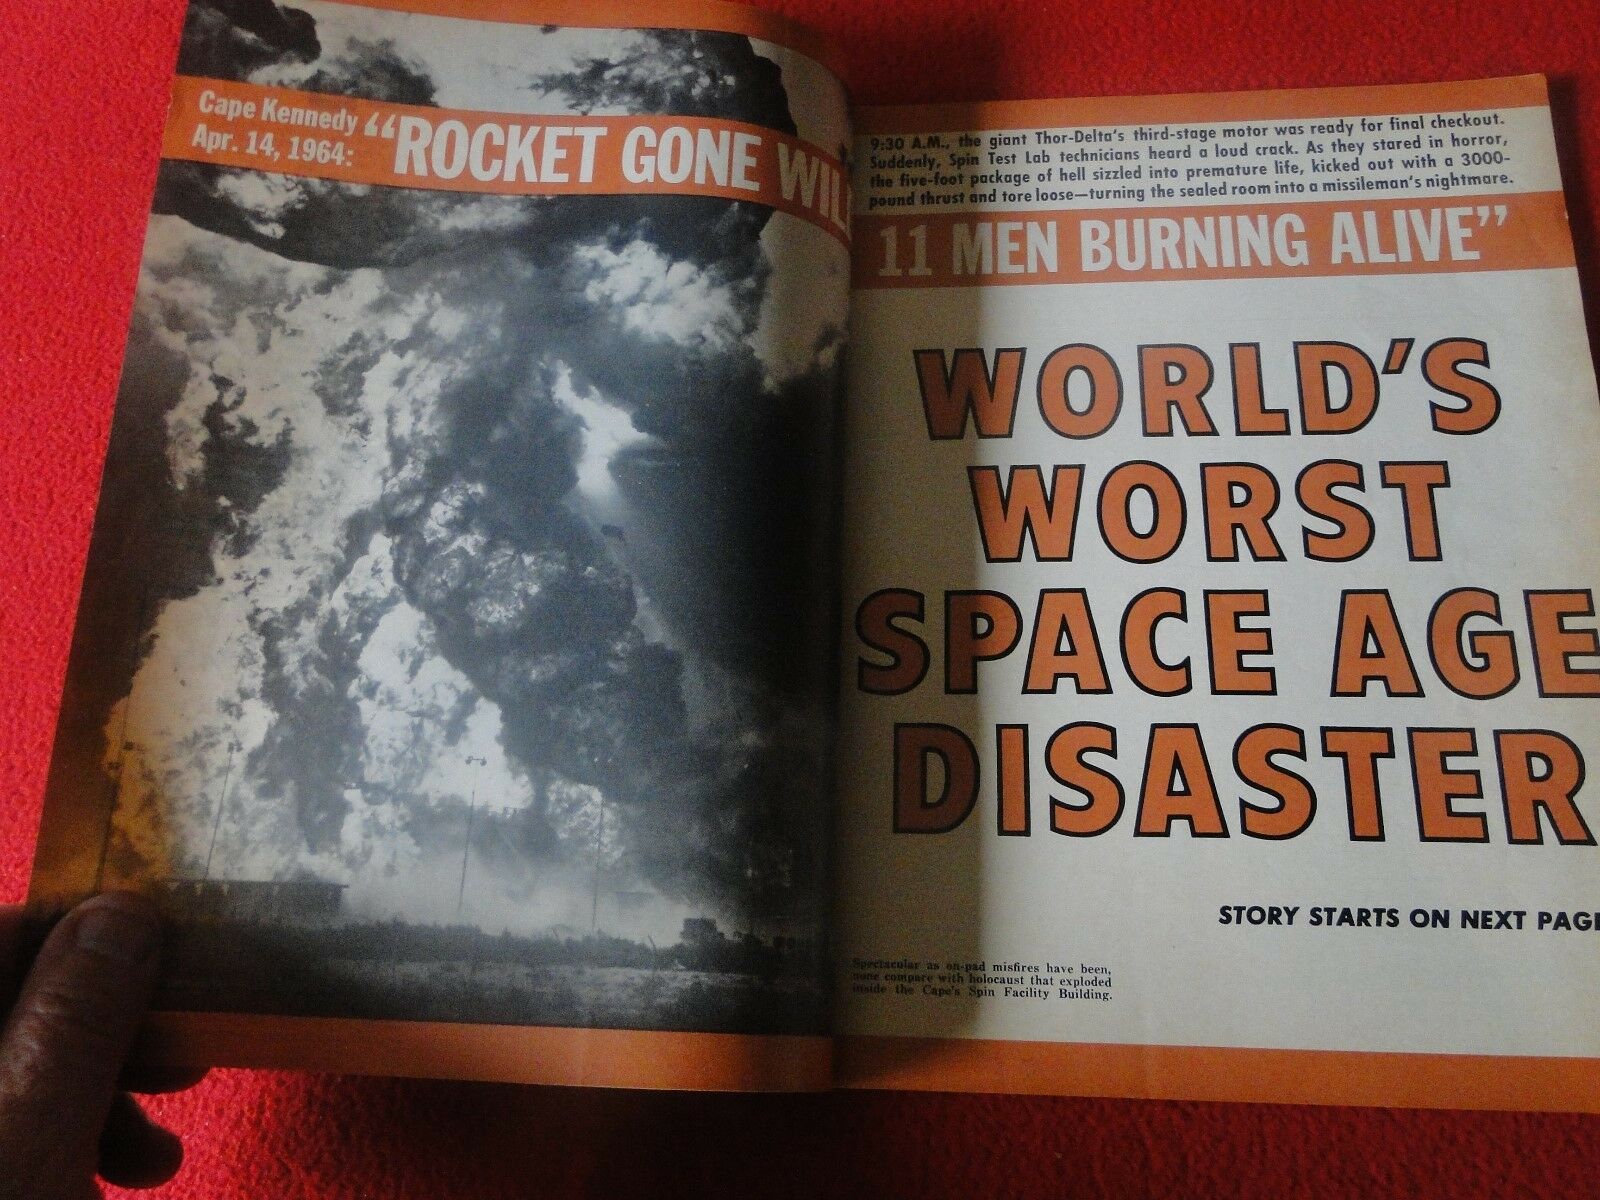 Cape Kennedy
Apr. 14, 1964:
“ROCKET GONE WIL
9:30 A.M., the giant Thor-Delta's third-stage motor was ready for final checkout.
Suddenly, Spin Test Lab technicians heard a loud crack. As they stared in horror,
the five-foot package of hell sizzled into premature life, kicked out with a 3000-
pound thrust and tore loose—turning the sealed room into a missileman's nightmare.
11 MEN BURNING ALIVE”
WORLD'S
WORST
SPACE AGE
DISASTER
STORY STARTS ON NEXT PAGE
Spectacular as on-pad misfires have been,
none compare with holocaust that exploded
inside the Cape's Spin Facility Building.